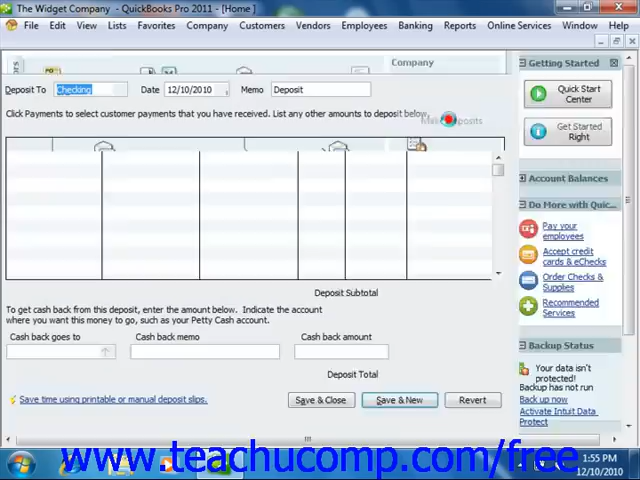 The Widget Company - QuickBooks Pro 2011 - [Home ]
File Edit View Lists Favorites Company Customers Vendors Employees Banking Reports Online Services Window Help
Company
Getting Started
Deposit To Checking Date 12/10/2010 Memo Deposit
Quick Start
Center
Click Payments to select customer payments that you have received. List any other amounts to deposit below.
Get Started
Right
Account Balances
Do More with Quic...
Pay your
employees
Accept credit
cards & eChecks
Order Checks &
Supplies
Recommended
Services
Deposit Subtotal
To get cash back from this deposit, enter the amount below. Indicate the account
where you want this money to go, such as your Petty Cash account.
Cash back goes to Cash back memo Cash back amount
Backup Status
Your data isn't
protected!
Backup has not run
Back up now
Activate Intuit Data
Protect
Deposit Total
Save time using printable or manual deposit slips.
Save & Close Save & New Revert
www.teachucomp.com/free
1:55 PM
12/10/2010